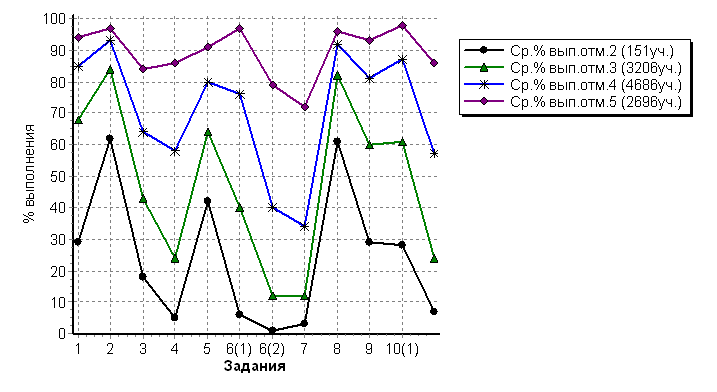 100
90
80
70
60
50
40
30
20
10
0
% выполнения
1 2 3 4 5 6(1) 6(2) 7 8 9 10(1)
Задания
Ср.% вып.отм.2 (151уч.)
Ср.% вып.отм.3 (3206уч.)
Ср.% вып.отм.4 (4686уч.)
Ср.% вып.отм.5 (2696уч.)